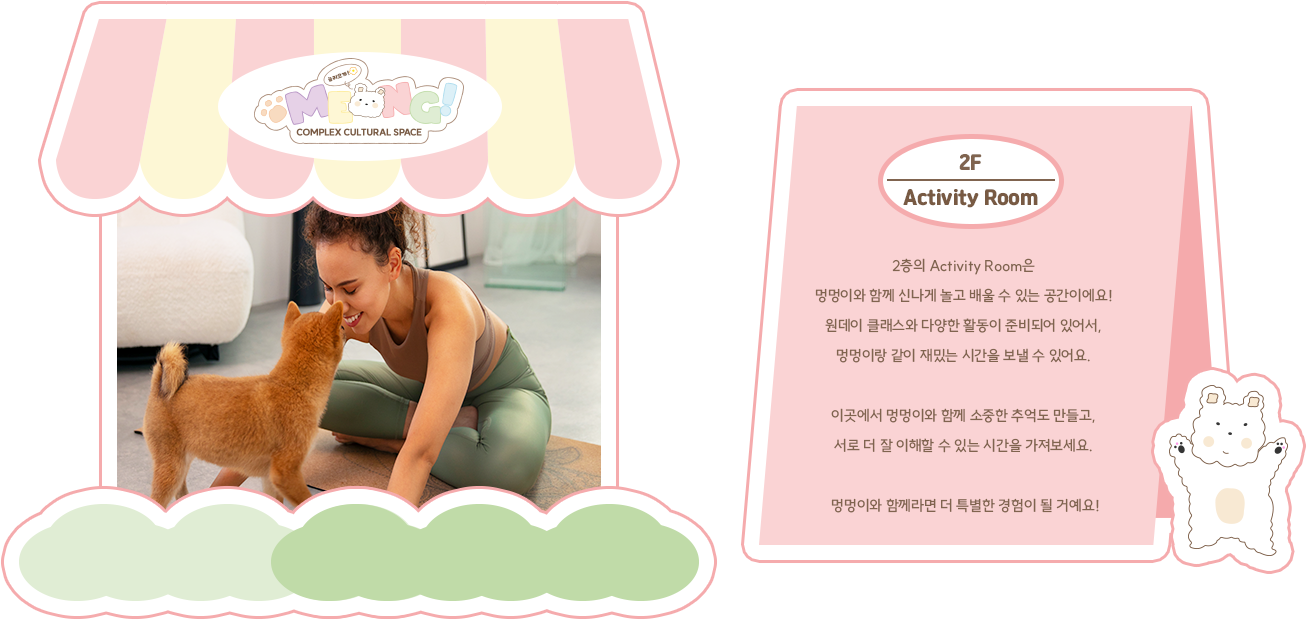 MEONG!
COMPLEX CULTURAL SPACE
2F
Activity Room
2층의 Activity Room은
멍멍이와 함께 신나게 놀고 배울 수 있는 공간이에요!
원데이 클래스와 다양한 활동이 준비되어 있어서,
멍멍이랑 같이 재밌는 시간을 보낼 수 있어요.
이곳에서 멍멍이와 함께 소중한 추억도 만들고,
서로 더 잘 이해할 수 있는 시간을 가져보세요.
멍멍이와 함께라면 더 특별한 경험이 될 거예요!